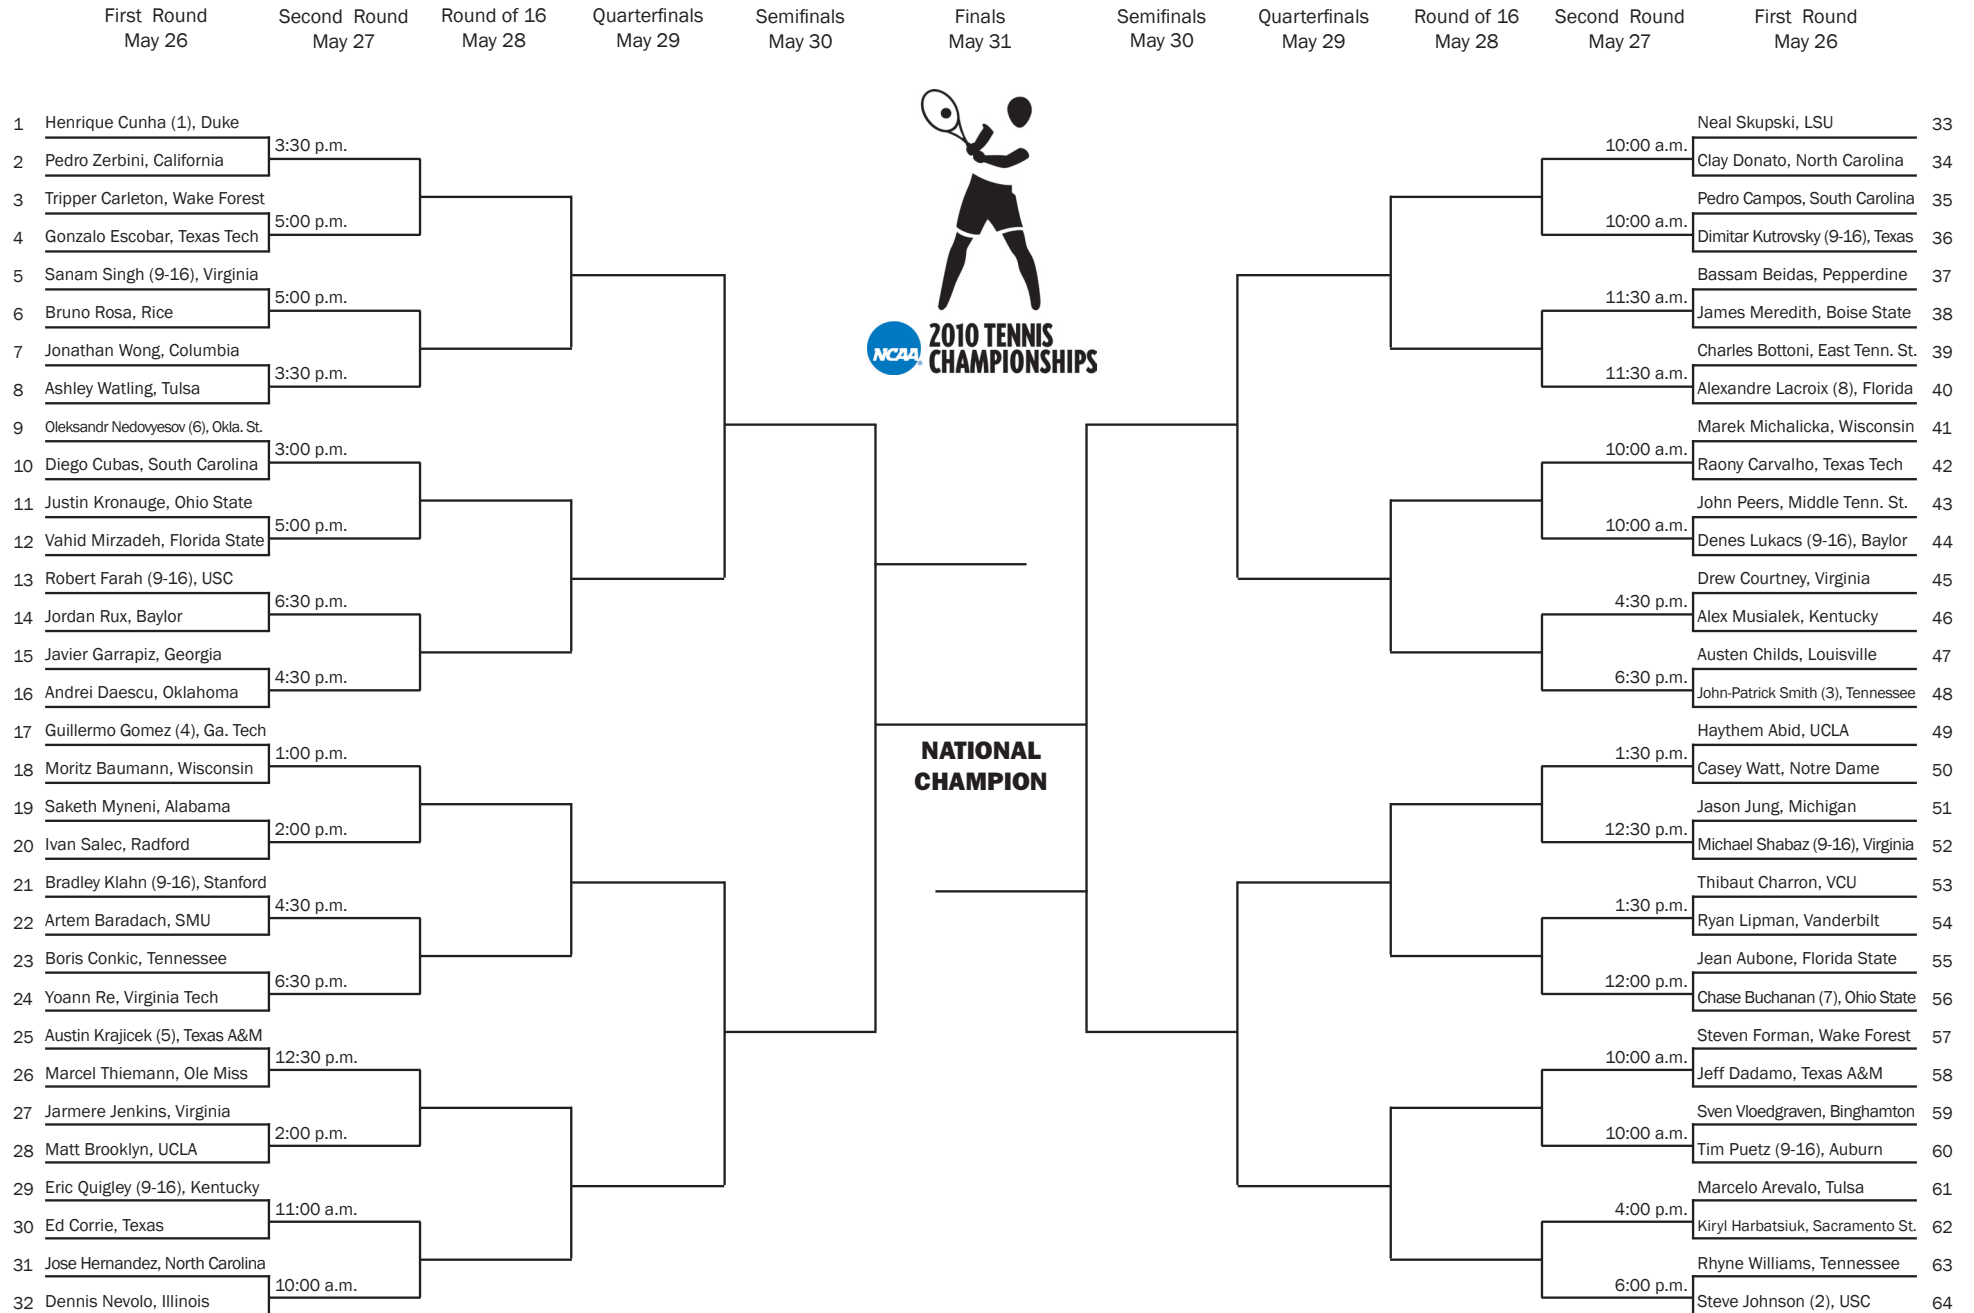 First Round Second Round Round of 16 Quarterfinals Semifinals Finals Semifinals Quarterfinals Round of 16 Second Round First Round
May 26 May 27 May 28 May 29 May 30 May 31 May 30 May 29 May 28 May 27 May 26
1 Henrique Cunha (1), Duke
3:30 p.m.
2 Pedro Zerbini, California
3 Tripper Carleton, Wake Forest
5:00 p.m.
4 Gonzalo Escobar, Texas Tech
5 Sanam Singh (9-16), Virginia
5:00 p.m.
6 Bruno Rosa, Rice
7 Jonathan Wong, Columbia
3:30 p.m.
8 Ashley Watling, Tulsa
9 Oleksandr Nedovyesov (6), Okla. St.
3:00 p.m.
10 Diego Cubas, South Carolina
11 Justin Kronauge, Ohio State
5:00 p.m.
12 Vahid Mirzadeh, Florida State
13 Robert Farah (9-16), USC
6:30 p.m.
14 Jordan Rux, Baylor
15 Javier Garrapiz, Georgia
4:30 p.m.
16 Andrei Daescu, Oklahoma
17 Guillermo Gomez (4), Ga. Tech
1:00 p.m.
18 Moritz Baumann, Wisconsin
19 Saketh Myneni, Alabama
2:00 p.m.
20 Ivan Salec, Radford
21 Bradley Klahn (9-16), Stanford
4:30 p.m.
22 Artem Baradach, SMU
23 Boris Conkic, Tennessee
6:30 p.m.
24 Yoann Re, Virginia Tech
25 Austin Krajicek (5), Texas A&M
12:30 p.m.
26 Marcel Thiemann, Ole Miss
27 Jarmere Jenkins, Virginia
2:00 p.m.
28 Matt Brooklyn, UCLA
29 Eric Quigley (9-16), Kentucky
11:00 a.m.
30 Ed Corrie, Texas
31 Jose Hernandez, North Carolina
10:00 a.m.
32 Dennis Nevolo, Illinois
NCAA
2010 TENNIS
CHAMPIONSHIPS
NATIONAL
CHAMPION
Neal Skupski, LSU 33
10:00 a.m.
Clay Donato, North Carolina 34
Pedro Campos, South Carolina 35
10:00 a.m.
Dimitar Kutrovsky (9-16), Texas 36
Bassam Beidas, Pepperdine 37
11:30 a.m.
James Meredith, Boise State 38
Charles Bottoni, East Tenn. St. 39
11:30 a.m.
Alexandre Lacroix (8), Florida 40
Marek Michalicka, Wisconsin 41
10:00 a.m.
Raony Carvalho, Texas Tech 42
John Peers, Middle Tenn. St. 43
10:00 a.m.
Denes Lukacs (9-16), Baylor 44
Drew Courtney, Virginia 45
4:30 p.m.
Alex Musialek, Kentucky 46
Austen Childs, Louisville 47
6:30 p.m.
John-Patrick Smith (3), Tennessee 48
Haythem Abid, UCLA 49
1:30 p.m.
Casey Watt, Notre Dame 50
Jason Jung, Michigan 51
12:30 p.m.
Michael Shabaz (9-16), Virginia 52
Thibaut Charron, VCU 53
1:30 p.m.
Ryan Lipman, Vanderbilt 54
Jean Aubone, Florida State 55
12:00 p.m.
Chase Buchanan (7), Ohio State 56
Steven Forman, Wake Forest 57
10:00 a.m.
Jeff Dadamo, Texas A&M 58
Sven Vloedgraven, Binghamton 59
10:00 a.m.
Tim Puetz (9-16), Auburn 60
Marcelo Arevalo, Tulsa 61
4:00 p.m.
Kiryl Harbatsiuk, Sacramento St. 62
Rhyne Williams, Tennessee 63
6:00 p.m.
Steve Johnson (2), USC 64